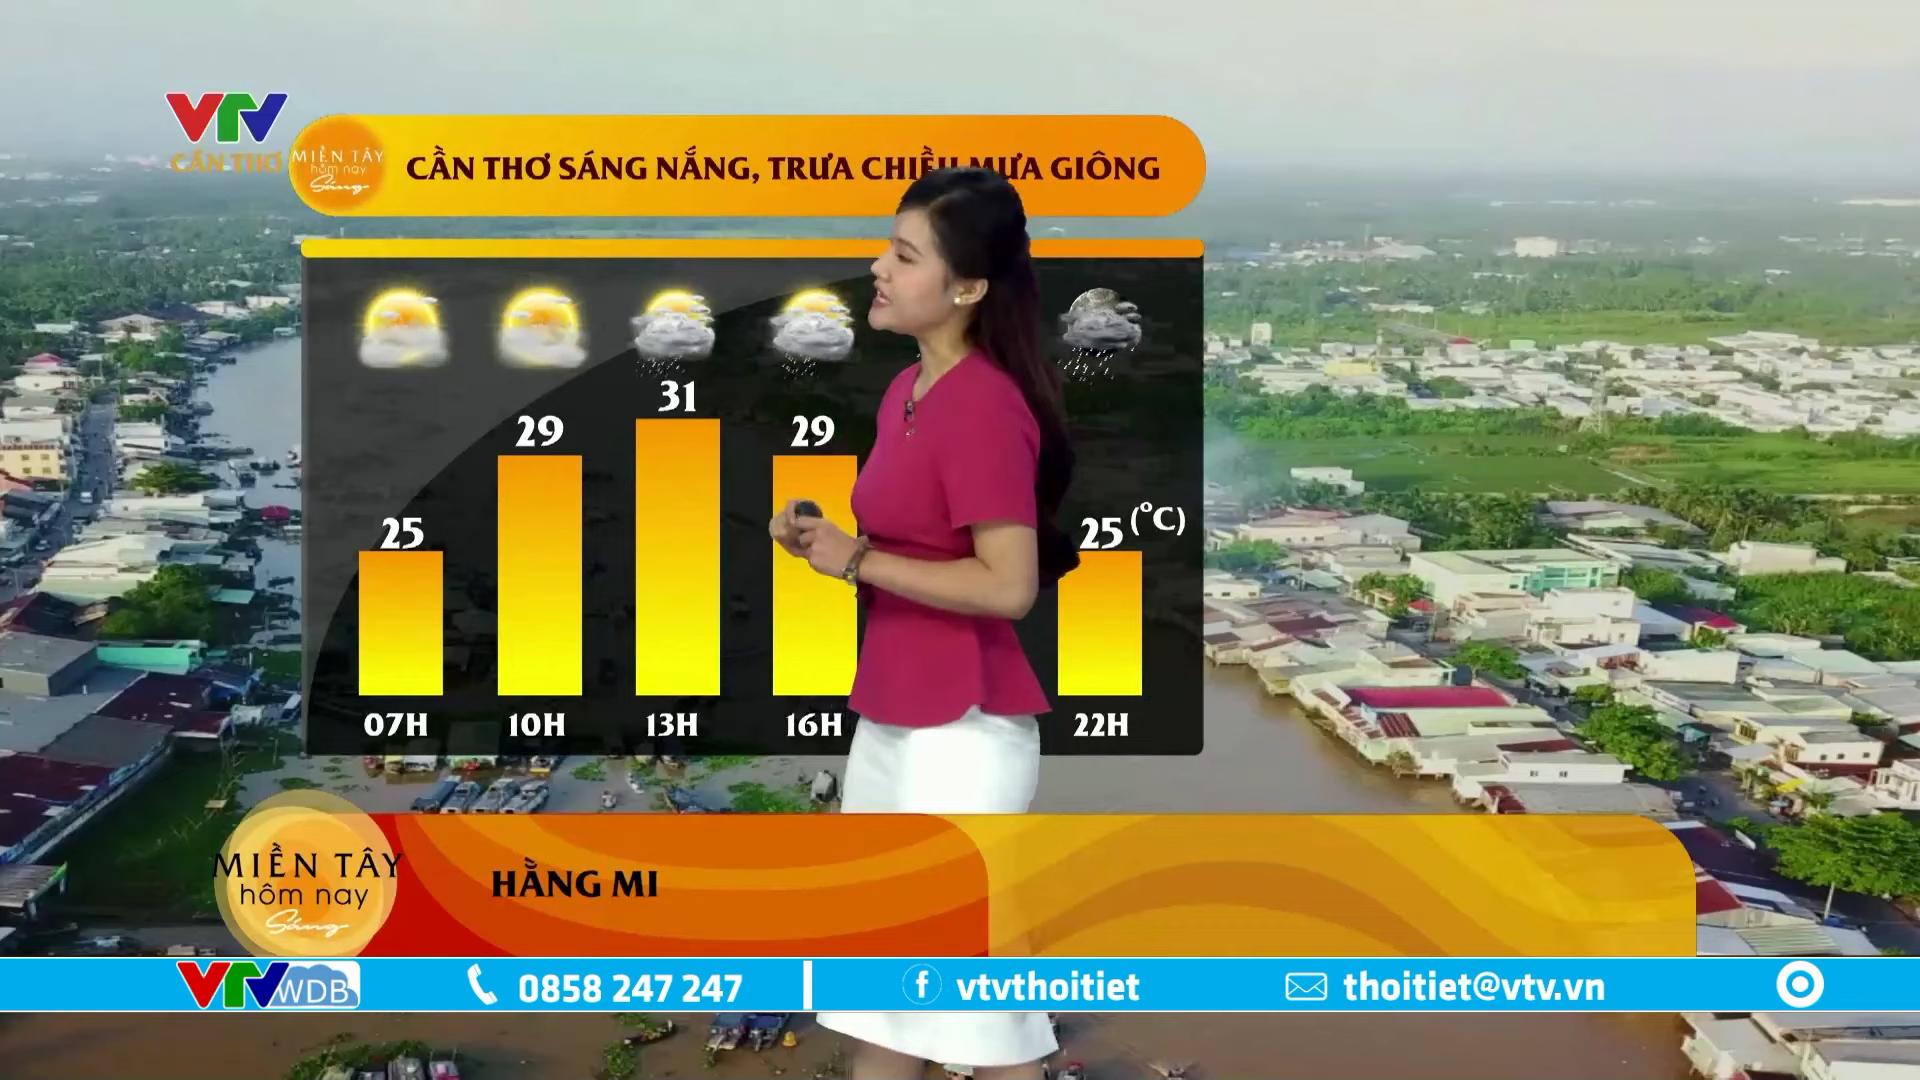 VTV
CẦN THƠ
MIỀN TÂY
hôm nay
Sáng
CẦN THƠ SÁNG NẮNG, TRƯA CHIỀU MƯA GIÔNG
25
29
31
29
25 (°C)
07H
10H
13H
16H
22H
MIỀN TÂY
hôm nay
Sáng
HẰNG MI
VTV WDB
0858 247 247
f vtvthoitiet
thoitiet@vtv.vn